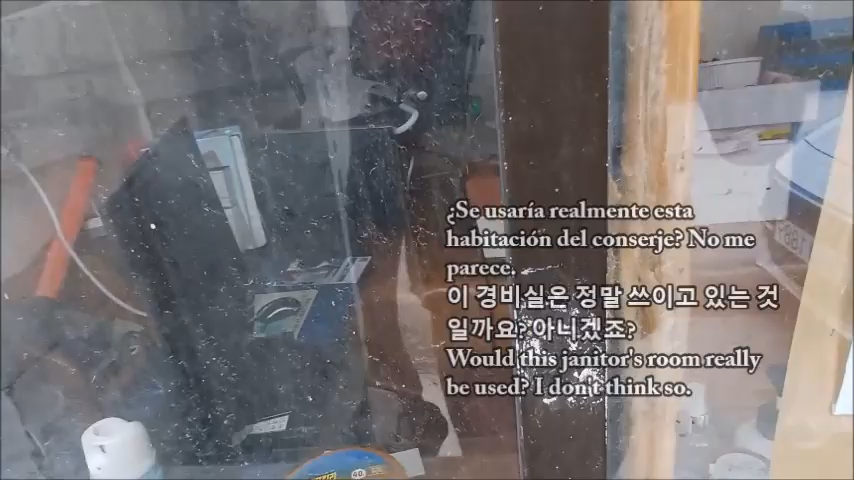 ¿Se usaría realmente esta
habitación del conserje? No me
parece.
이 경비실은 정말 쓰이고 있는 것
일까요? 아니겠죠?
Would this janitor's room really
be used? I don't think so.